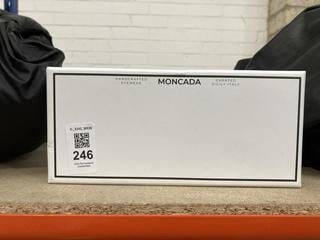 HANDCRAFTED
EYEWEAR
MONCADA
CURATED
SICILY ITALY
246